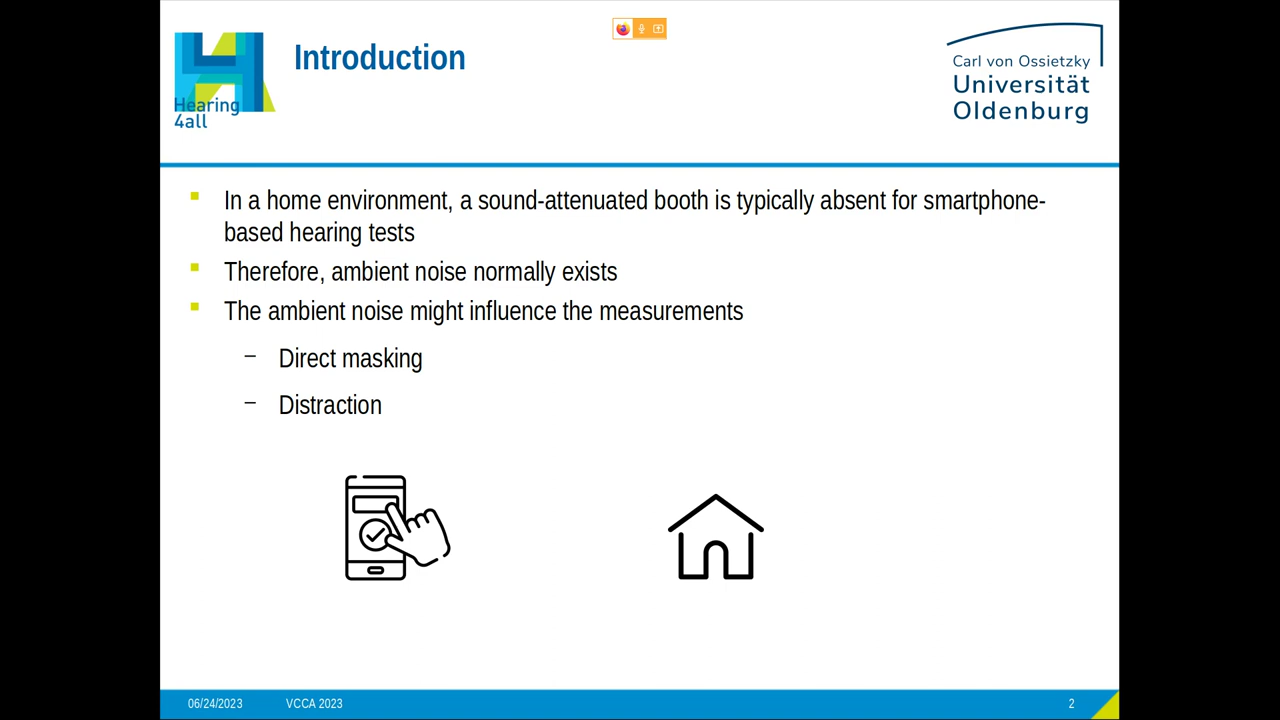 Introduction
Hearing
4all
Carl von Ossietzky
Universität
Oldenburg
In a home environment, a sound-attenuated booth is typically absent for smartphone-
based hearing tests
Therefore, ambient noise normally exists
The ambient noise might influence the measurements
– Direct masking
– Distraction
06/24/2023 VCCA 2023 2